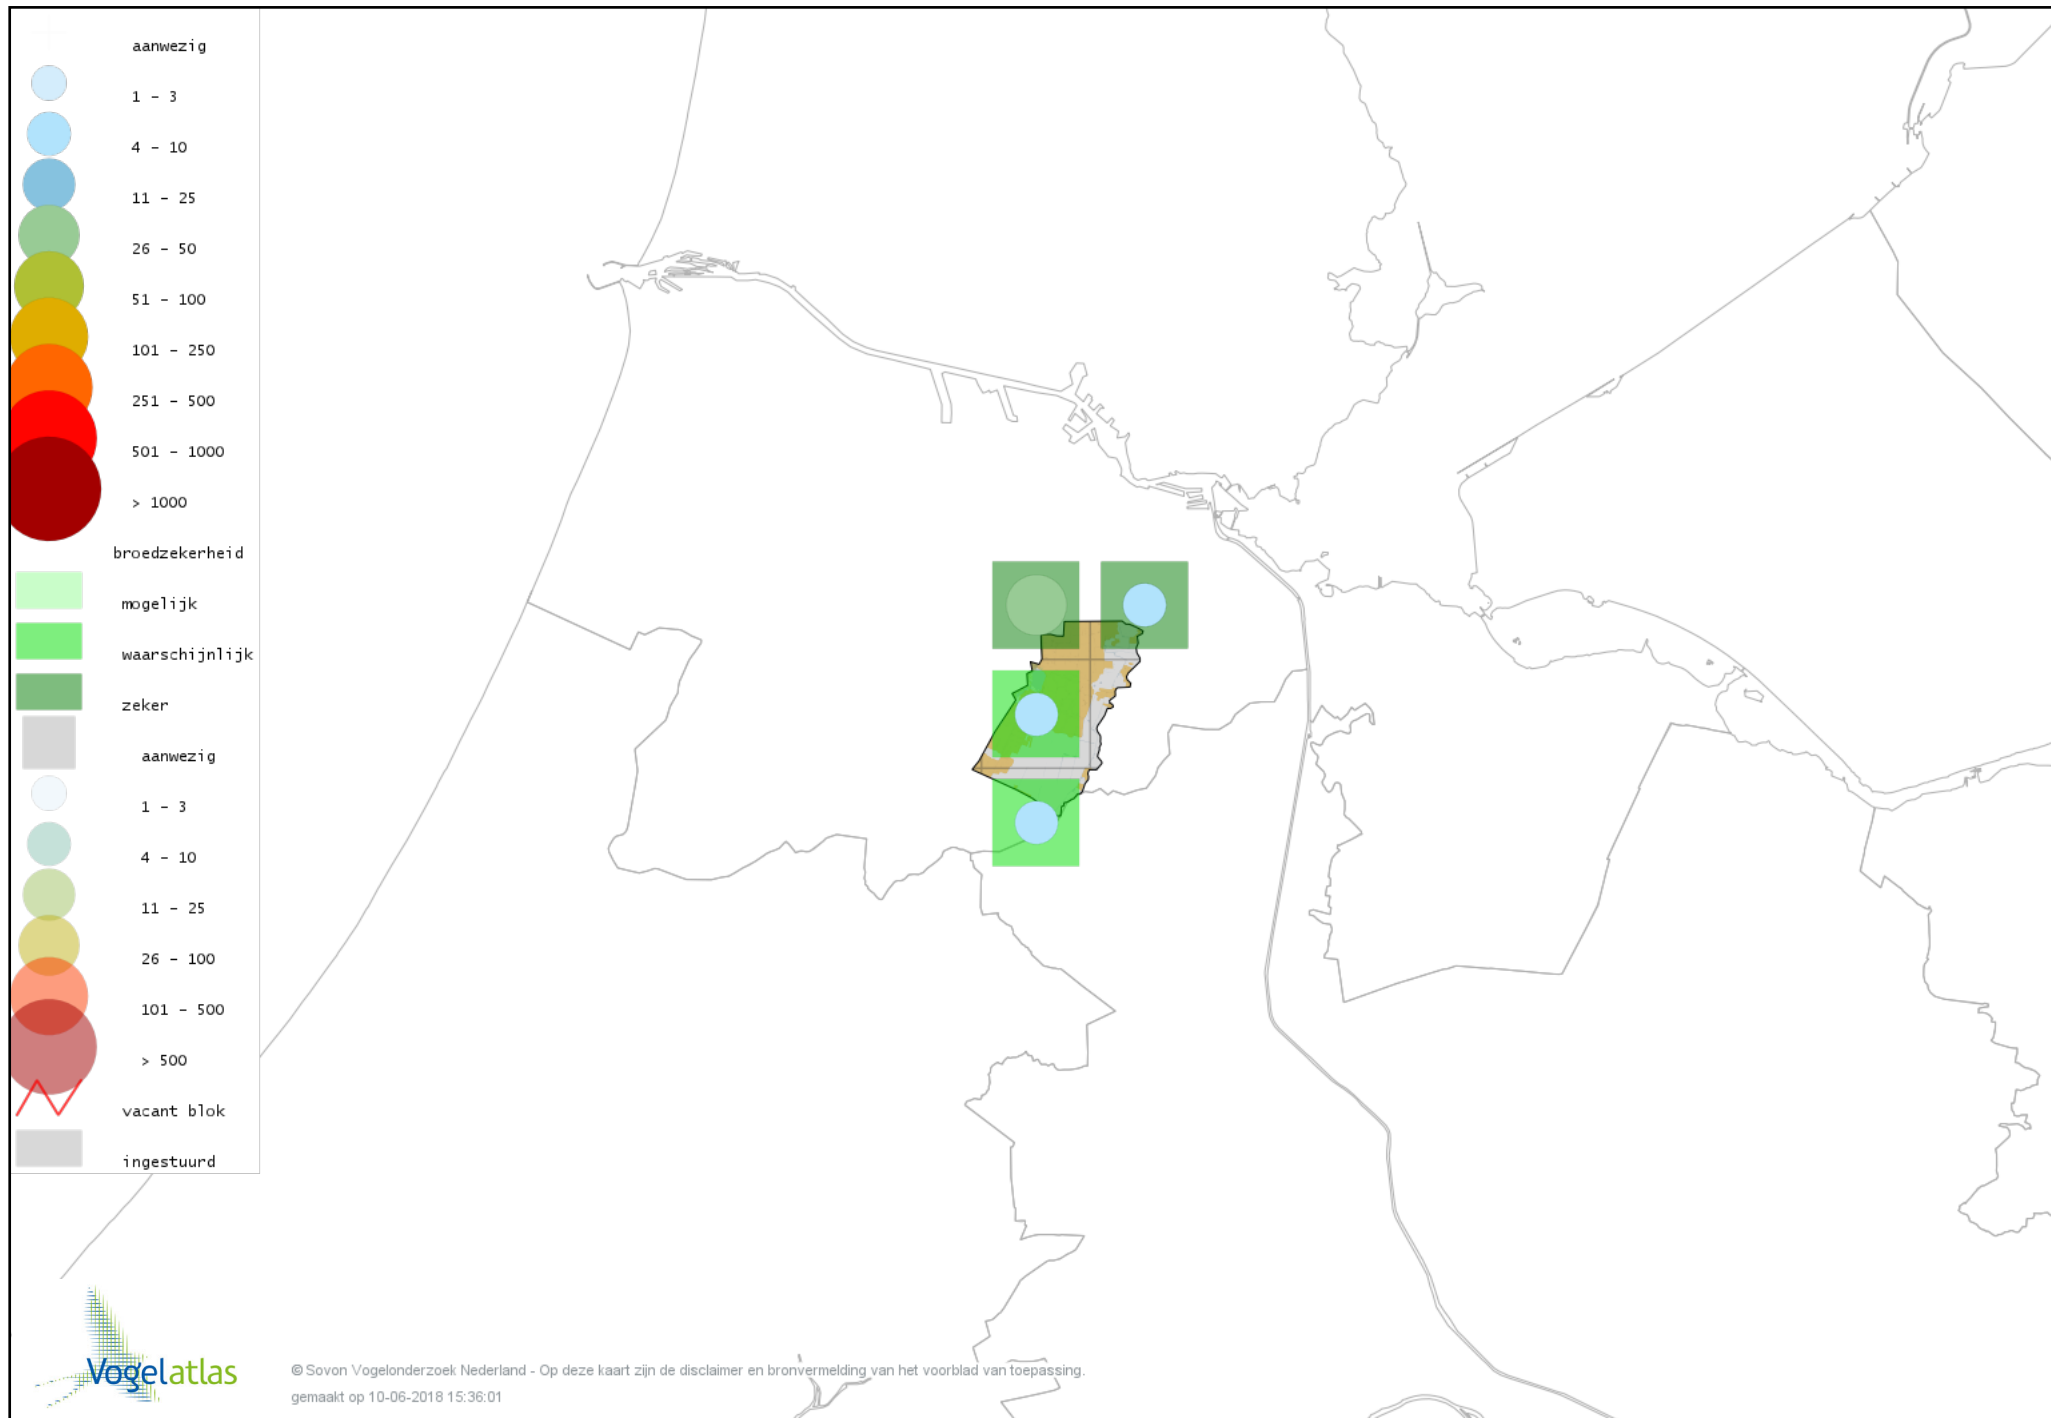 aanwezig
1 - 3
4 - 10
11 - 25
26 - 50
51 - 100
101 - 250
251 - 500
501 - 1000
> 1000
broedzekerheid
mogelijk
waarschijnlijk
zeker
aanwezig
1 - 3
4 - 10
11 - 25
26 - 100
101 - 500
> 500
vacant blok
ingestuurd
Vogelatlas
© Sovon Vogelonderzoek Nederland - Op deze kaart zijn de disclaimer en bronvermelding van het voorblad van toepassing.
gemaakt op 10-06-2018 15:36:01